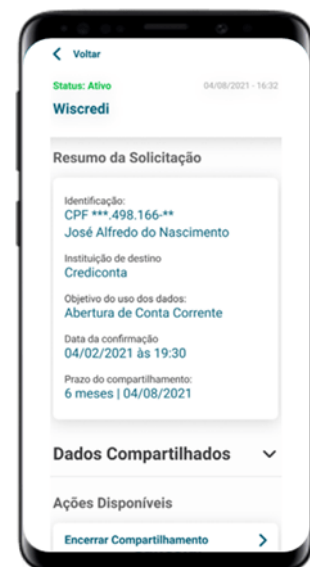 Voltar
Status: Ativo 04/08/2021 - 16:32
Wiscredi
Resumo da Solicitação
Identificação:
CPF ***.498.166-**
José Alfredo do Nascimento
Instituição de destino
Crediconta
Objetivo do uso dos dados:
Abertura de Conta Corrente
Data da confirmação
04/02/2021 às 19:30
Prazo do compartilhamento:
6 meses | 04/08/2021
Dados Compartilhados
Ações Disponíveis
Encerrar Compartilhamento